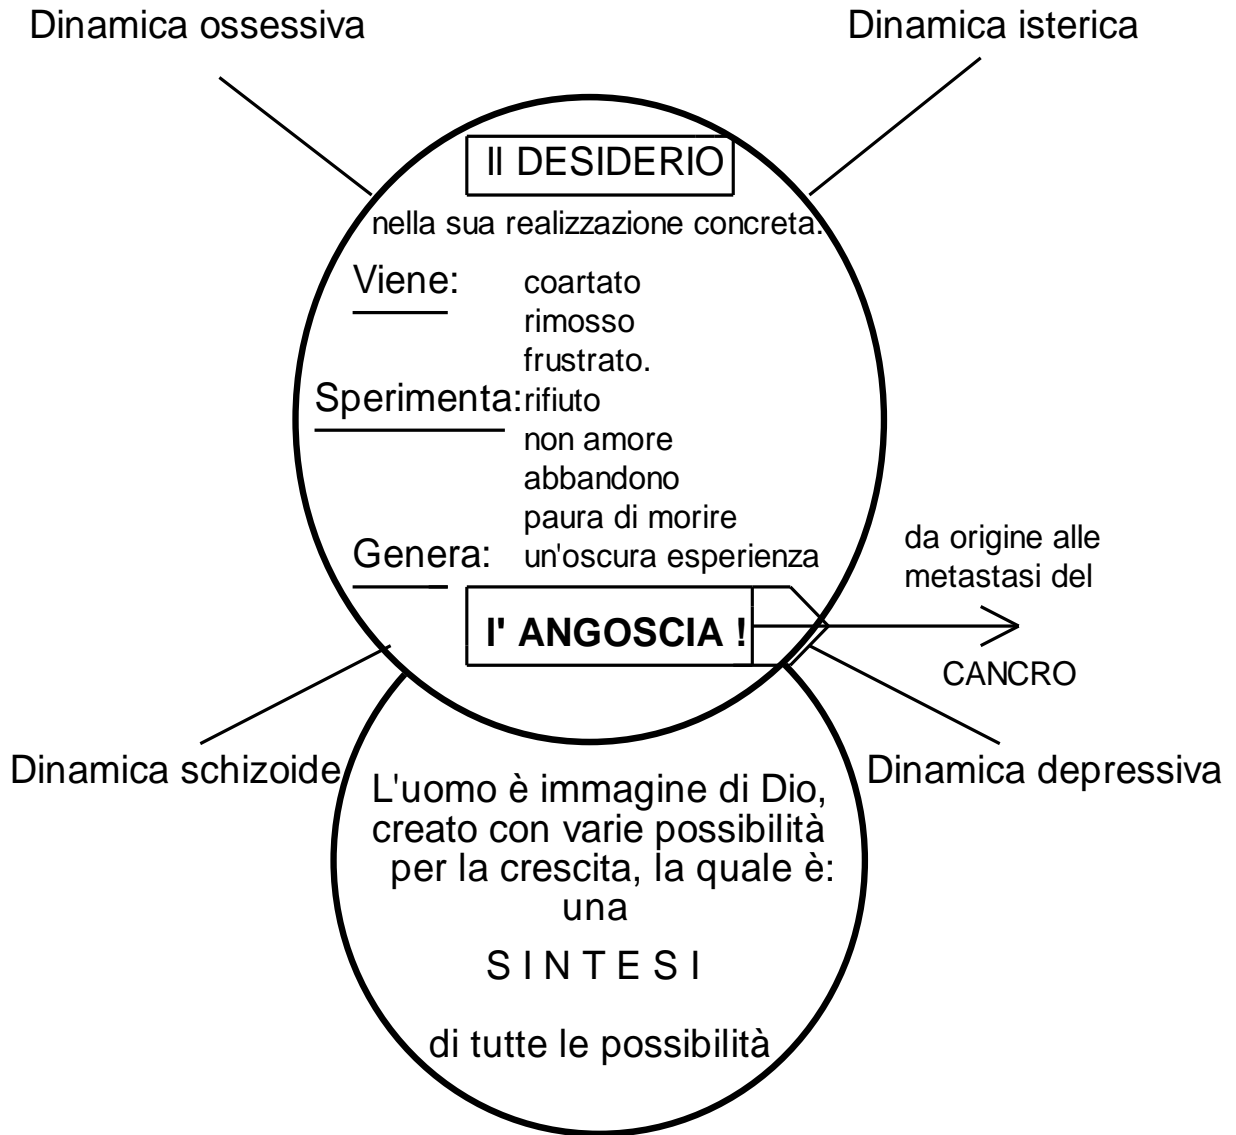 Dinamica ossessiva
Dinamica isterica
Il DESIDERIO
nella sua realizzazione concreta.
Viene: coartato
rimosso
frustrato.
Sperimenta: rifiuto
non amore
abbandono
paura di morire
Genera: un'oscura esperienza
l' ANGOSCIA !
da origine alle
metastasi del
CANCRO
Dinamica schizoide
Dinamica depressiva
L'uomo è immagine di Dio,
creato con varie possibilità
per la crescita, la quale è:
una
S I N T E S I
di tutte le possibilità